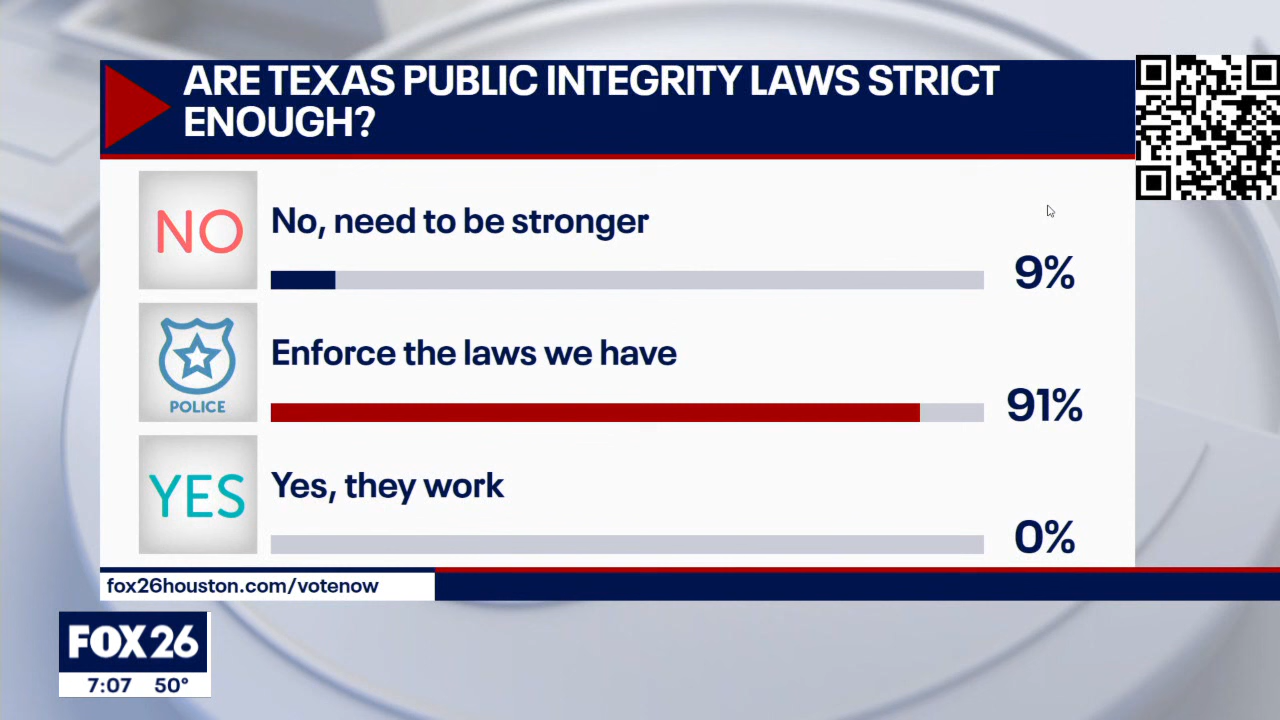 ARE TEXAS PUBLIC INTEGRITY LAWS STRICT
ENOUGH?
NO
No, need to be stronger
9%
POLICE
Enforce the laws we have
91%
YES
Yes, they work
0%
fox26houston.com/votenow
FOX 26
7:07 50°